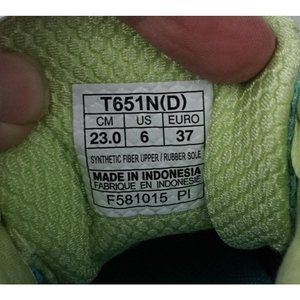 T651N(D)
CM US EURO
23.0 6 37
SYNTHETIC FIBER UPPER / RUBBER SOLE
MADE IN INDONESIA
FABRIQUE EN INDONESIE
F581015 PI